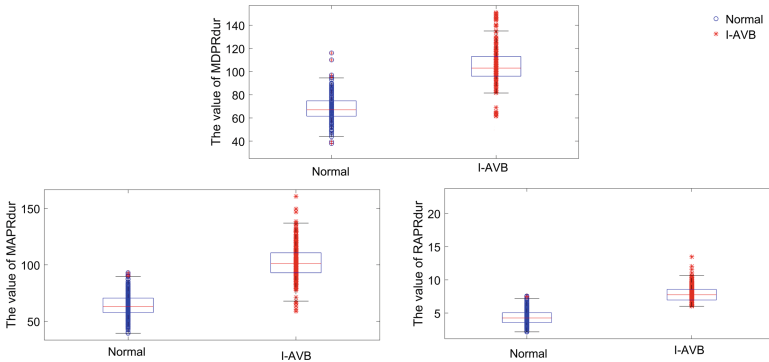 The value of MDPRdur
140
120
100
80
60
40
Normal
I-AVB
Normal
I-AVB
The value of MAPRdur
150
100
50
Normal
I-AVB
The value of RAPRdur
20
15
10
5
Normal
I-AVB